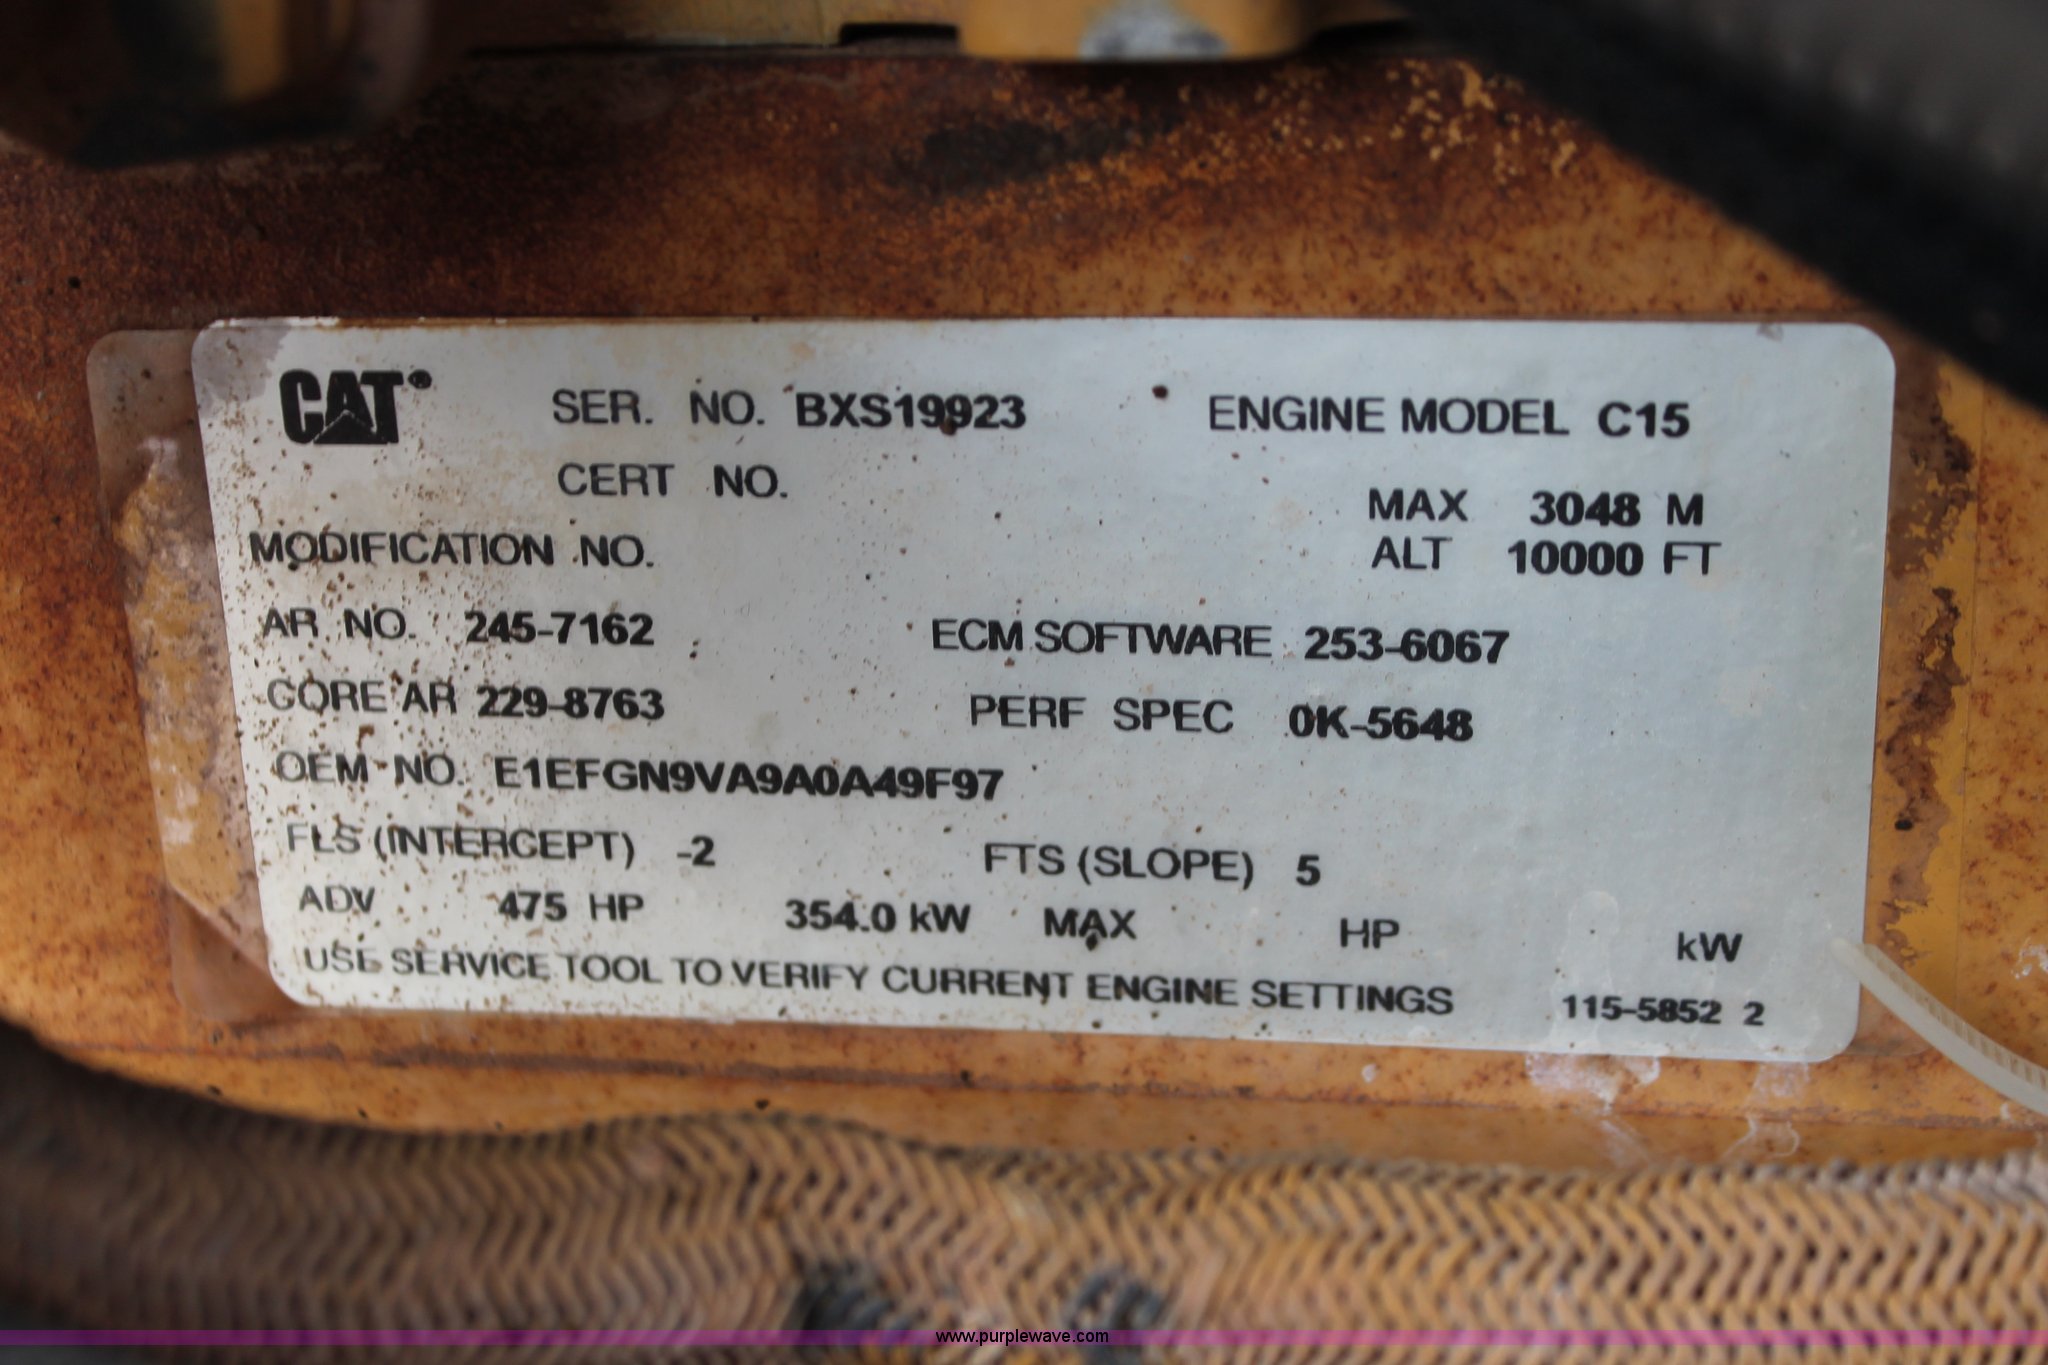 CAT® SER. NO. BXS19923 ENGINE MODEL C15
CERT NO.
MAX 3048 M
MODIFICATION NO.
ALT 10000 FT
AR NO. 245-7162 ECM SOFTWARE 253-6067
CORE AR 229-8763 PERF SPEC 0K-5648
OEM NO. E1EFGN9VA9A0A49F97
FLS (INTERCEPT) -2 FTS (SLOPE) 5
ADV 475 HP 354.0 kW MAX HP kW
USE SERVICE TOOL TO VERIFY CURRENT ENGINE SETTINGS 115-5852 2
www.purplewave.com